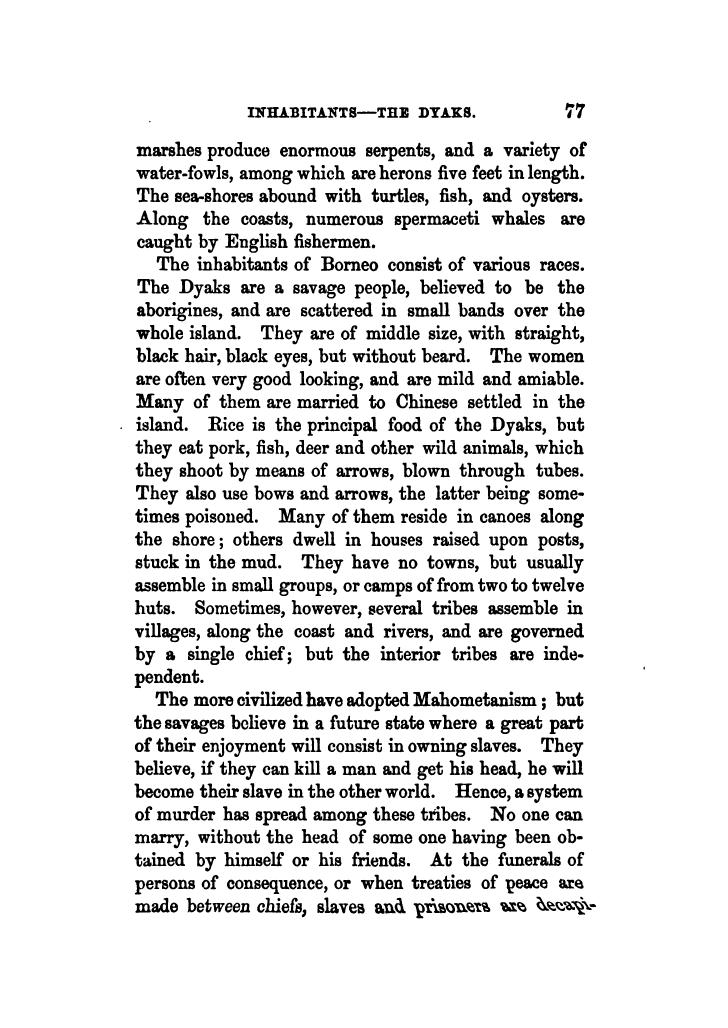 INHABITANTS—THE DYAKS. 77
marshes produce enormous serpents, and a variety of
water-fowls, among which are herons five feet in length.
The sea-shores abound with turtles, fish, and oysters.
Along the coasts, numerous spermaceti whales are
caught by English fishermen.
The inhabitants of Borneo consist of various races.
The Dyaks are a savage people, believed to be the
aborigines, and are scattered in small bands over the
whole island. They are of middle size, with straight,
black hair, black eyes, but without beard. The women
are often very good looking, and are mild and amiable.
Many of them are married to Chinese settled in the
island. Rice is the principal food of the Dyaks, but
they eat pork, fish, deer and other wild animals, which
they shoot by means of arrows, blown through tubes.
They also use bows and arrows, the latter being some-
times poisoned. Many of them reside in canoes along
the shore; others dwell in houses raised upon posts,
stuck in the mud. They have no towns, but usually
assemble in small groups, or camps of from two to twelve
huts. Sometimes, however, several tribes assemble in
villages, along the coast and rivers, and are governed
by a single chief; but the interior tribes are inde-
pendent.
The more civilized have adopted Mahometanism; but
the savages believe in a future state where a great part
of their enjoyment will consist in owning slaves. They
believe, if they can kill a man and get his head, he will
become their slave in the other world. Hence, a system
of murder has spread among these tribes. No one can
marry, without the head of some one having been ob-
tained by himself or his friends. At the funerals of
persons of consequence, or when treaties of peace are
made between chiefs, slaves and prisoners are decapi-